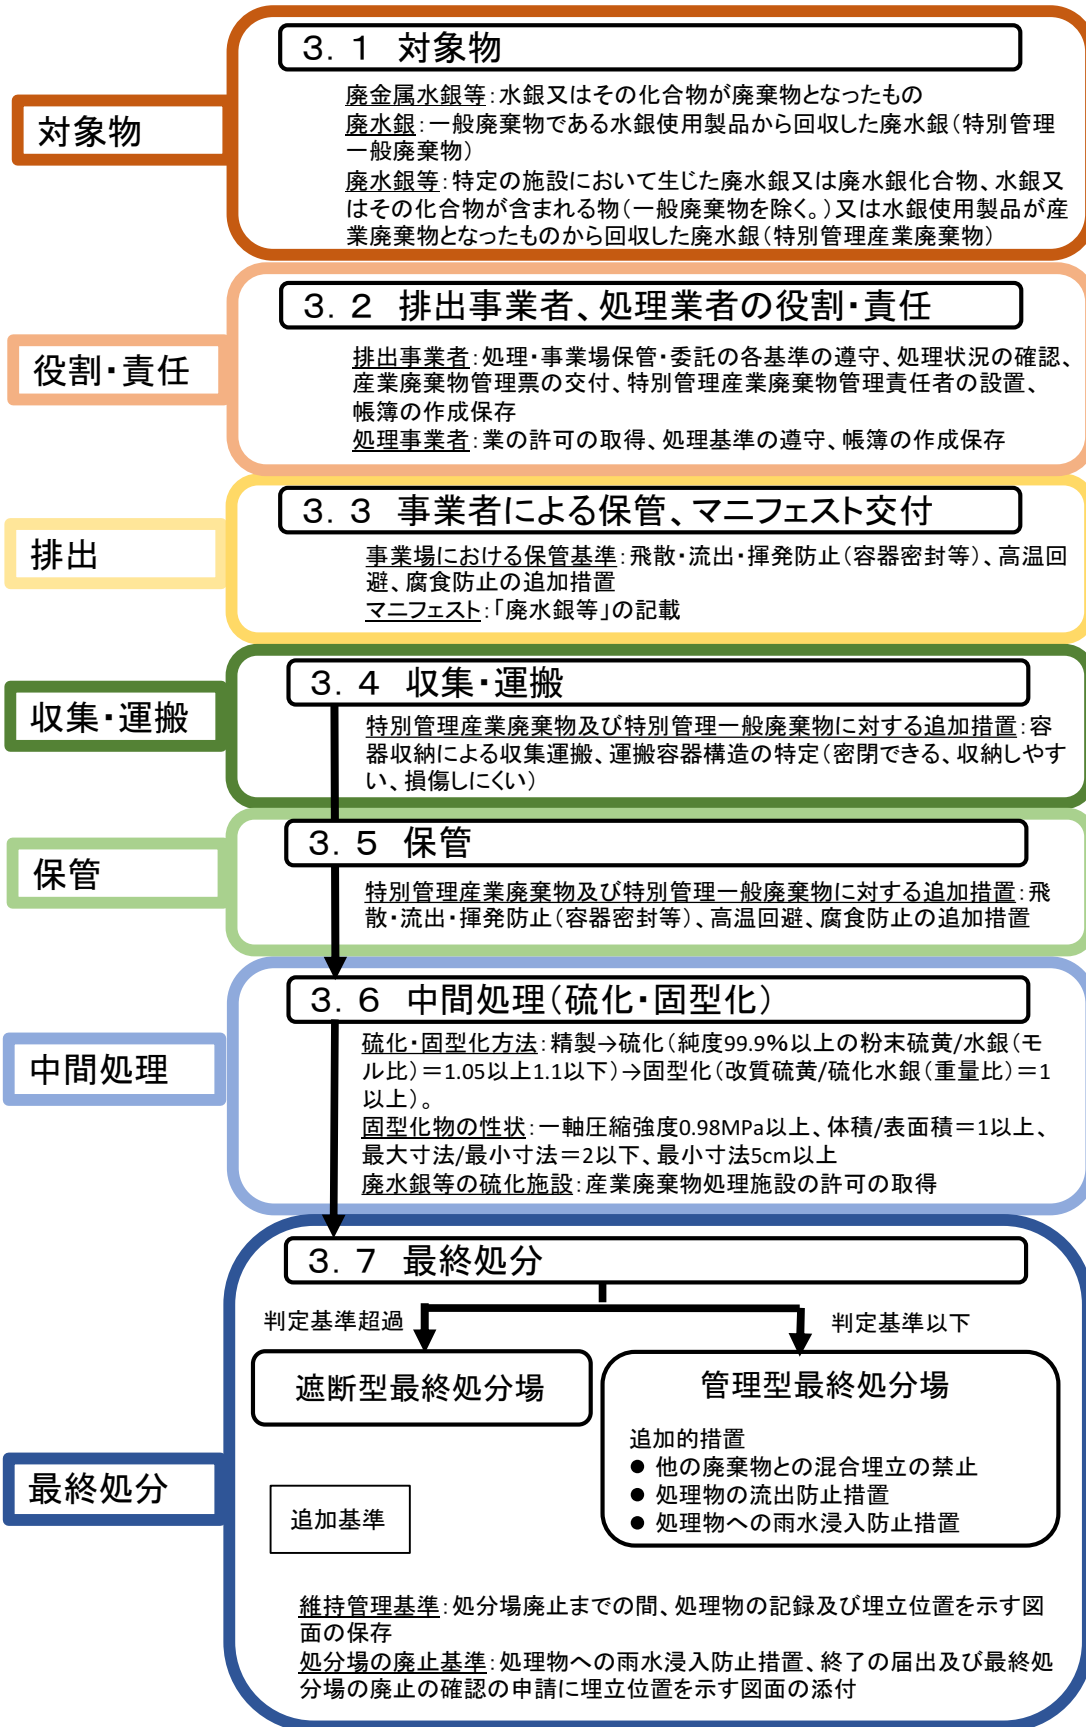 対象物
3.1 対象物
廃金属水銀等：水銀又はその化合物が廃棄物となったもの
廃水銀：一般廃棄物である水銀使用製品から回収した廃水銀（特別管理
一般廃棄物）
廃水銀等：特定の施設において生じた廃水銀又は廃水銀化合物、水銀又
はその化合物が含まれる物（一般廃棄物を除く。）又は水銀使用製品が産
業廃棄物となったものから回収した廃水銀（特別管理産業廃棄物）
役割・責任
3.2 排出事業者、処理業者の役割・責任
排出事業者：処理・事業場保管・委託の各基準の遵守、処理状況の確認、
産業廃棄物管理票の交付、特別管理産業廃棄物管理責任者の設置、
帳簿の作成保存
処理事業者：業の許可の取得、処理基準の遵守、帳簿の作成保存
排出
3.3 事業者による保管、マニフェスト交付
事業場における保管基準：飛散・流出・揮発防止（容器密封等）、高温回
避、腐食防止の追加措置
マニフェスト：「廃水銀等」の記載
収集・運搬
3.4 収集・運搬
特別管理産業廃棄物及び特別管理一般廃棄物に対する追加措置：容
器収納による収集運搬、運搬容器構造の特定（密閉できる、収納しやす
い、損傷しにくい）
保管
3.5 保管
特別管理産業廃棄物及び特別管理一般廃棄物に対する追加措置：飛
散・流出・揮発防止（容器密封等）、高温回避、腐食防止の追加措置
中間処理
3.6 中間処理（硫化・固型化）
硫化・固型化方法：精製→硫化（純度99.9%以上の粉末硫黄/水銀（モ
ル比）＝1.05以上1.1以下）→固型化（改質硫黄/硫化水銀（重量比）＝1
以上）。
固型化物の性状：一軸圧縮強度0.98MPa以上、体積/表面積＝1以上、
最大寸法/最小寸法＝2以下、最小寸法5cm以上
廃水銀等の硫化施設：産業廃棄物処理施設の許可の取得
最終処分
3.7 最終処分
判定基準超過
判定基準以下
遮断型最終処分場
管理型最終処分場
追加的措置
● 他の廃棄物との混合埋立の禁止
● 処理物の流出防止措置
● 処理物への雨水浸入防止措置
追加基準
維持管理基準：処分場廃止までの間、処理物の記録及び埋立位置を示す図
面の保存
処分場の廃止基準：処理物への雨水浸入防止措置、終了の届出及び最終処
分場の廃止の確認の申請に埋立位置を示す図面の添付